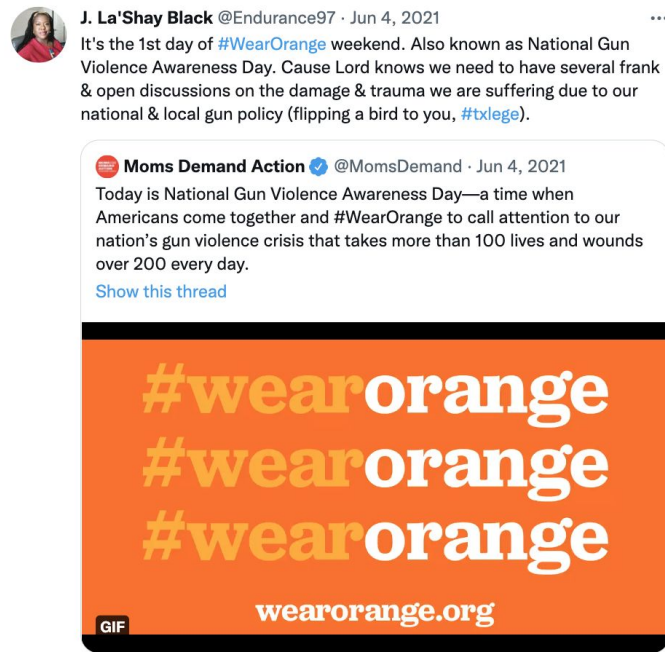 J. La'Shay Black @Endurance97 · Jun 4, 2021
It's the 1st day of #WearOrange weekend. Also known as National Gun
Violence Awareness Day. Cause Lord knows we need to have several frank
& open discussions on the damage & trauma we are suffering due to our
national & local gun policy (flipping a bird to you, #txlege).
Moms Demand Action @MomsDemand · Jun 4, 2021
Today is National Gun Violence Awareness Day—a time when
Americans come together and #WearOrange to call attention to our
nation's gun violence crisis that takes more than 100 lives and wounds
over 200 every day.
Show this thread
#wearorange
#wearorange
#wearorange
wearorange.org
GIF